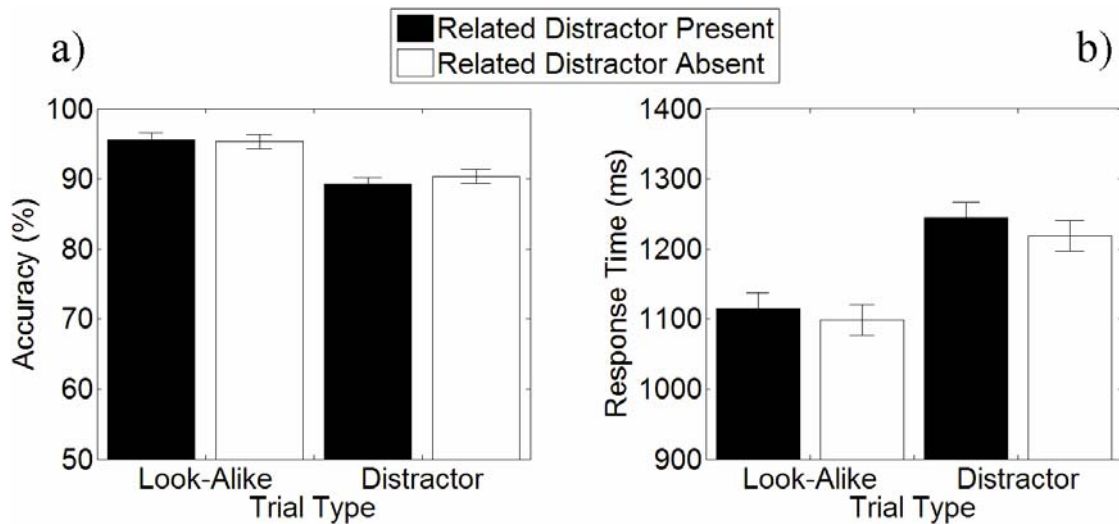 a)
Related Distractor Present
Related Distractor Absent
b)
Accuracy (%)
100
90
80
70
60
50
Look-Alike
Distractor
Trial Type
Response Time (ms)
1400
1300
1200
1100
1000
900
Look-Alike
Distractor
Trial Type